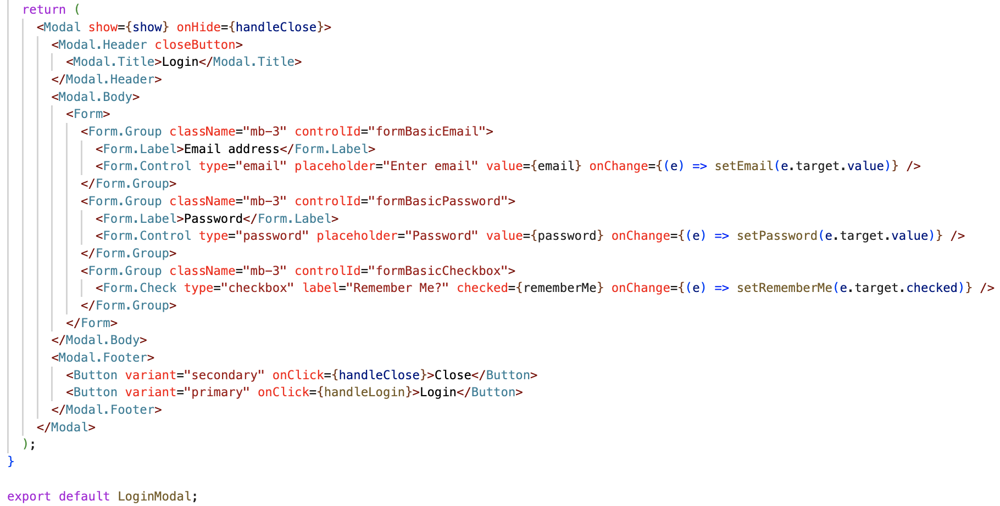 return (
<Modal show={show} onHide={handleClose}>
<Modal.Header closeButton>
<Modal.Title>Login</Modal.Title>
</Modal.Header>
<Modal.Body>
<Form>
<Form.Group className="mb-3" controlId="formBasicEmail">
<Form.Label>Email address</Form.Label>
<Form.Control type="email" placeholder="Enter email" value={email} onChange={(e) => setEmail(e.target.value)} />
</Form.Group>
<Form.Group className="mb-3" controlId="formBasicPassword">
<Form.Label>Password</Form.Label>
<Form.Control type="password" placeholder="Password" value={password} onChange={(e) => setPassword(e.target.value)} />
</Form.Group>
<Form.Group className="mb-3" controlId="formBasicCheckbox">
<Form.Check type="checkbox" label="Remember Me?" checked={rememberMe} onChange={(e) => setRememberMe(e.target.checked)} />
</Form.Group>
</Form>
</Modal.Body>
<Modal.Footer>
<Button variant="secondary" onClick={handleClose}>Close</Button>
<Button variant="primary" onClick={handleLogin}>Login</Button>
</Modal.Footer>
</Modal>
);
}
export default LoginModal;